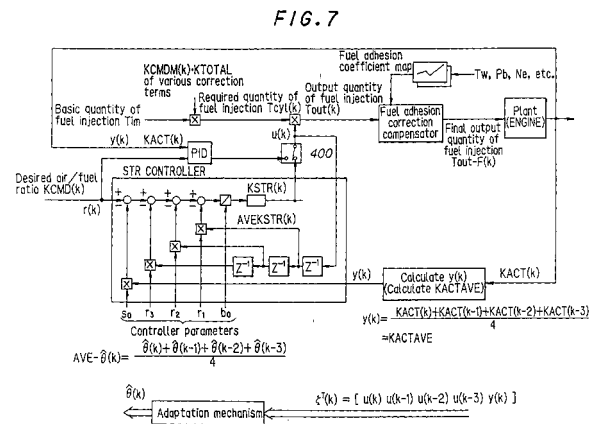 FIG.7
KCMDM(k)·KTOTAL
of various correction
terms
Fuel adhesion
coefficient map
Tw, Pb, Ne, etc.
Basic quantity of
fuel injection Tim
Required quantity of
fuel injection Tcyl(k)
Output quantity
of fuel injection
Tout(k)
Fuel adhesion
correction
compensator
Final output
quantity
of fuel
injection
Tout-F(k)
Plant
(ENGINE)
y(k)
KACT(k)
PID
u(k)
400
Desired air/fuel
ratio KCMD(k)
r(k)
STR CONTROLLER
KSTR(k)
AVEKSTR(k)
Z⁻¹ Z⁻¹ Z⁻¹
y(k)
Calculate y(k)
(Calculate KACTAVE)
KACT(k)
s₀ r₃ r₂ r₁ b₀
Controller parameters
y(k)= KACT(k)+KACT(k-1)+KACT(k-2)+KACT(k-3) / 4
≃KACTAVE
AVE-θ̂(k)= θ̂(k)+θ̂(k-1)+θ̂(k-2)+θ̂(k-3) / 4
θ̂(k)
Adaptation mechanism
ζᵀ(k) = [ u(k) u(k-1) u(k-2) u(k-3) y(k) ]